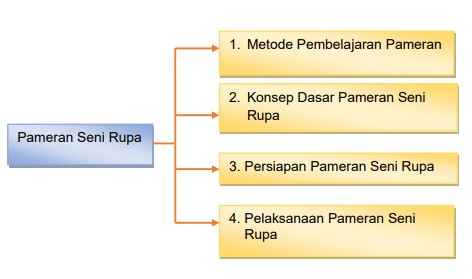 Pameran Seni Rupa
1. Metode Pembelajaran Pameran
2. Konsep Dasar Pameran Seni
Rupa
3. Persiapan Pameran Seni Rupa
4. Pelaksanaan Pameran Seni
Rupa